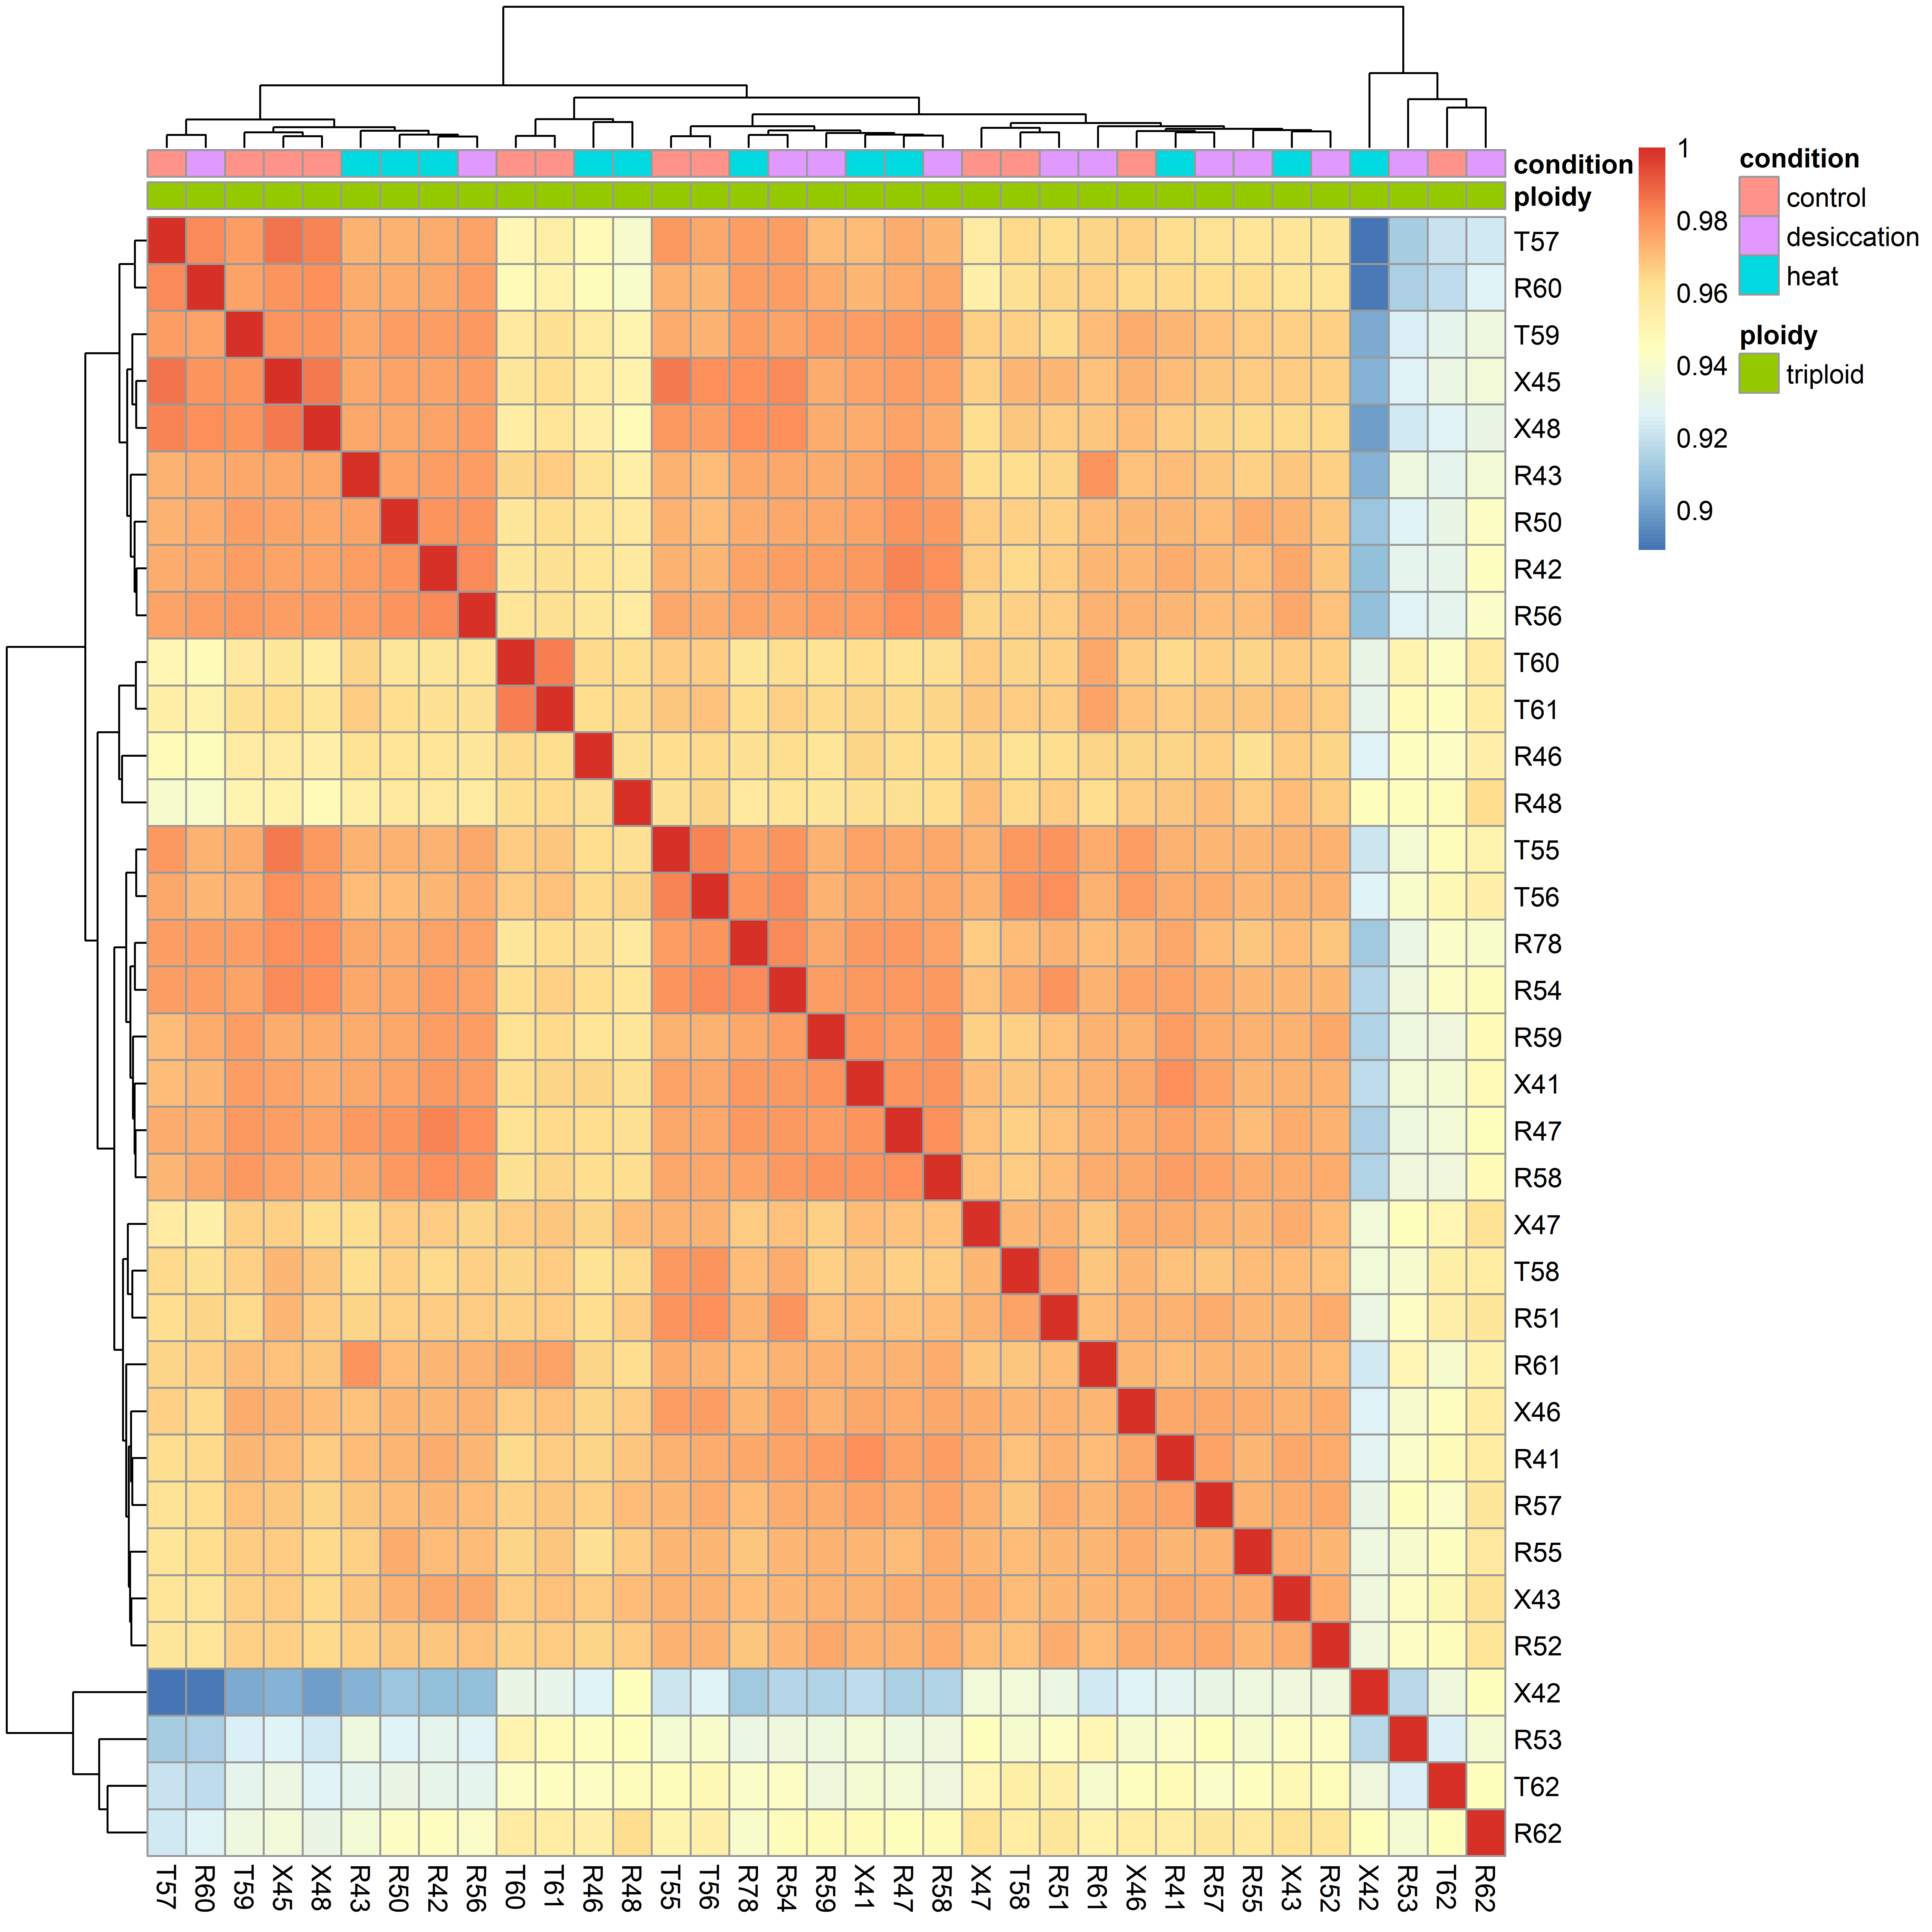 condition
ploidy
1
0.98
0.96
0.94
0.92
0.9
condition
control
desiccation
heat
ploidy
triploid
T57
R60
T59
X45
X48
R43
R50
R42
R56
T60
T61
R46
R48
T55
T56
R78
R54
R59
X41
R47
R58
X47
T58
R51
R61
X46
R41
R57
R55
X43
R52
X42
R53
T62
R62
T57 R60 T59 X45 X48 R43 R50 R42 R56 T60 T61 R46 R48 T55 T56 R78 R54 R59 X41 R47 R58 X47 T58 R51 R61 X46 R41 R57 R55 X43 R52 X42 R53 T62 R62